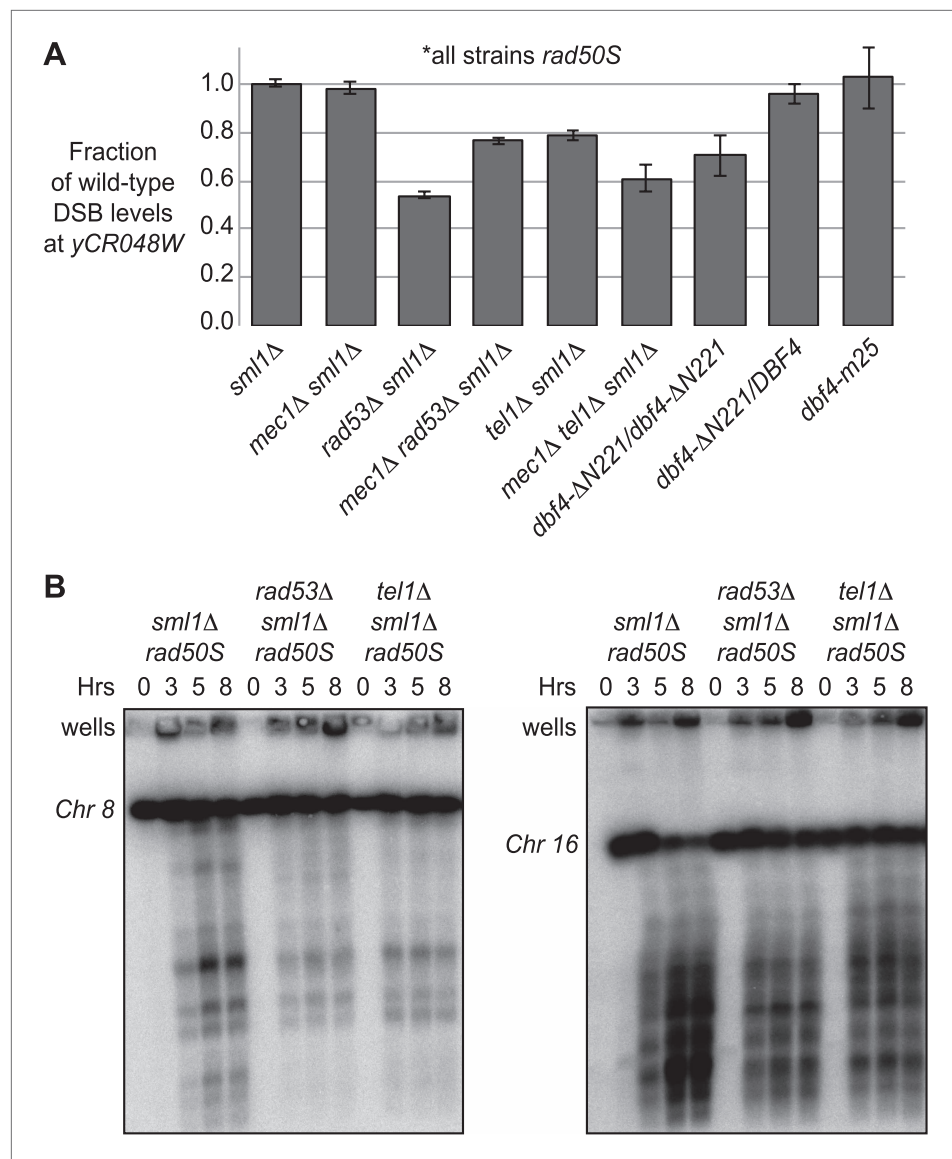 A
*all strains rad50S
Fraction
of wild-type
DSB levels
at yCR048W
1.0
0.8
0.6
0.4
0.2
0.0
sml1Δ
mec1Δ sml1Δ
rad53Δ sml1Δ
mec1Δ rad53Δ sml1Δ
tel1Δ sml1Δ
mec1Δ tel1Δ sml1Δ
dbf4-ΔN221/dbf4-ΔN221
dbf4-ΔN221/DBF4
dbf4-m25
B
sml1Δ
rad50S
rad53Δ
sml1Δ
rad50S
tel1Δ
sml1Δ
rad50S
Hrs 0 3 5 8 0 3 5 8 0 3 5 8
wells
Chr 8
sml1Δ
rad50S
rad53Δ
sml1Δ
rad50S
tel1Δ
sml1Δ
rad50S
Hrs 0 3 5 8 0 3 5 8 0 3 5 8
wells
Chr 16